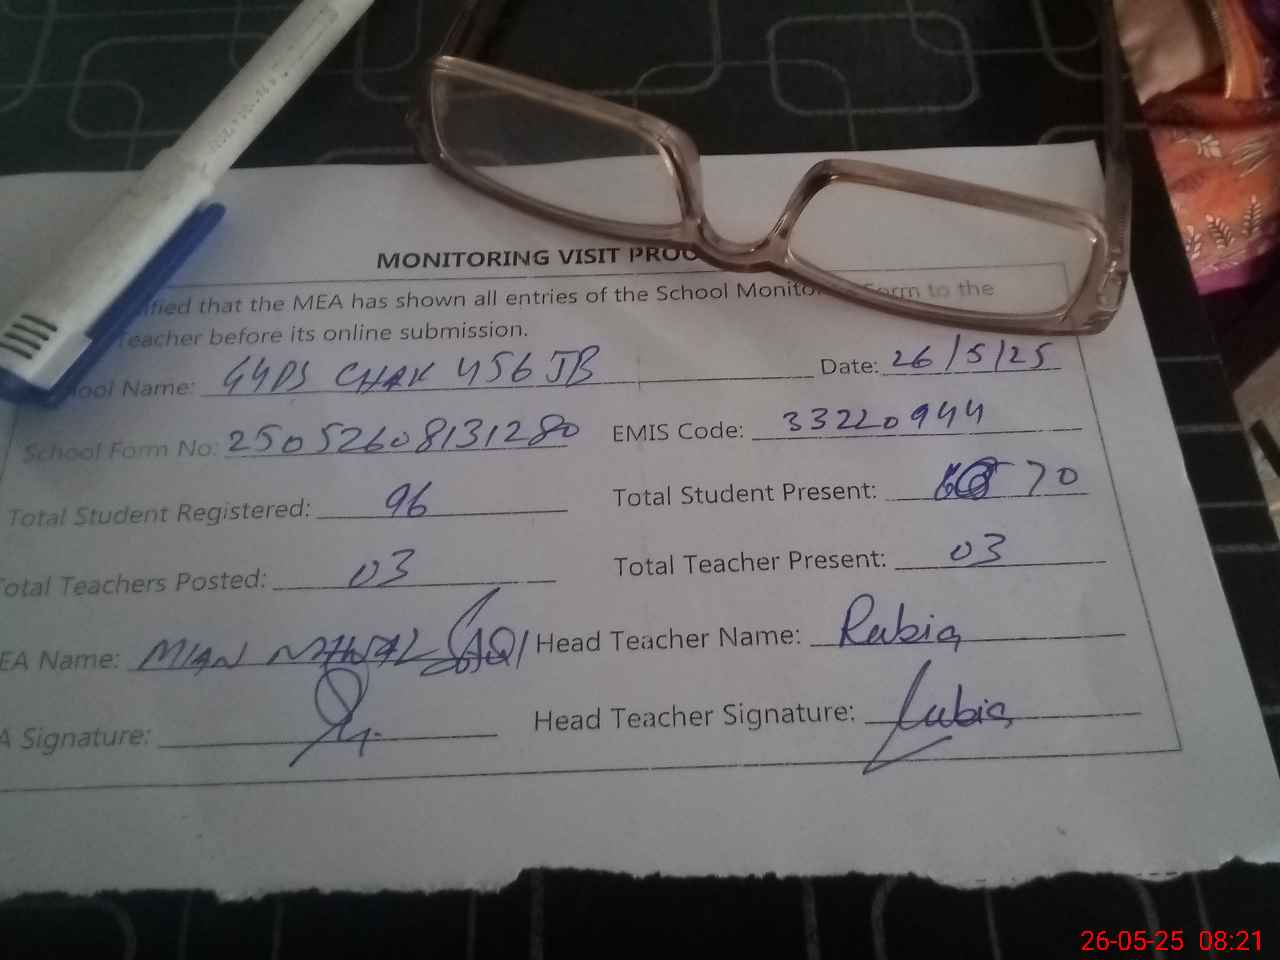 MONITORING VISIT PROO
ified that the MEA has shown all entries of the School Monito Form to the
eacher before its online submission.
ool Name: GGPS CHAK 456 JB Date: 26/5/25
School Form No: 25052608131280 EMIS Code: 33220944
Total Student Registered: 96 Total Student Present: 70
otal Teachers Posted: 03 Total Teacher Present: 03
EA Name: MIAN Head Teacher Name: Rubia
A Signature: Head Teacher Signature: Rubia
26-05-25 08:21